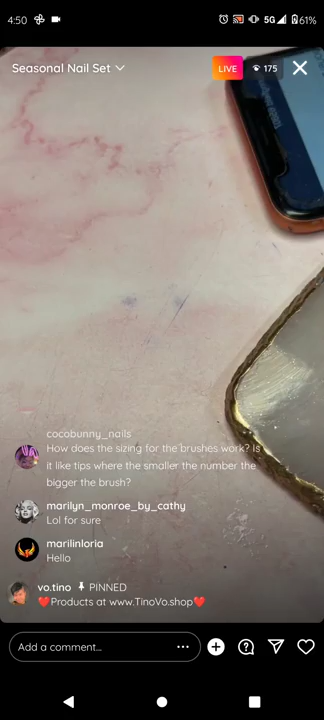 4:50
5G
61%
Seasonal Nail Set
LIVE
175
cocobunny_nails
How does the sizing for the brushes work? Is
it like tips where the smaller the number the
bigger the brush?
marilyn_monroe_by_cathy
Lol for sure
marilinloria
Hello
vo.tino PINNED
❤️Products at www.TinoVo.shop❤️
Add a comment...